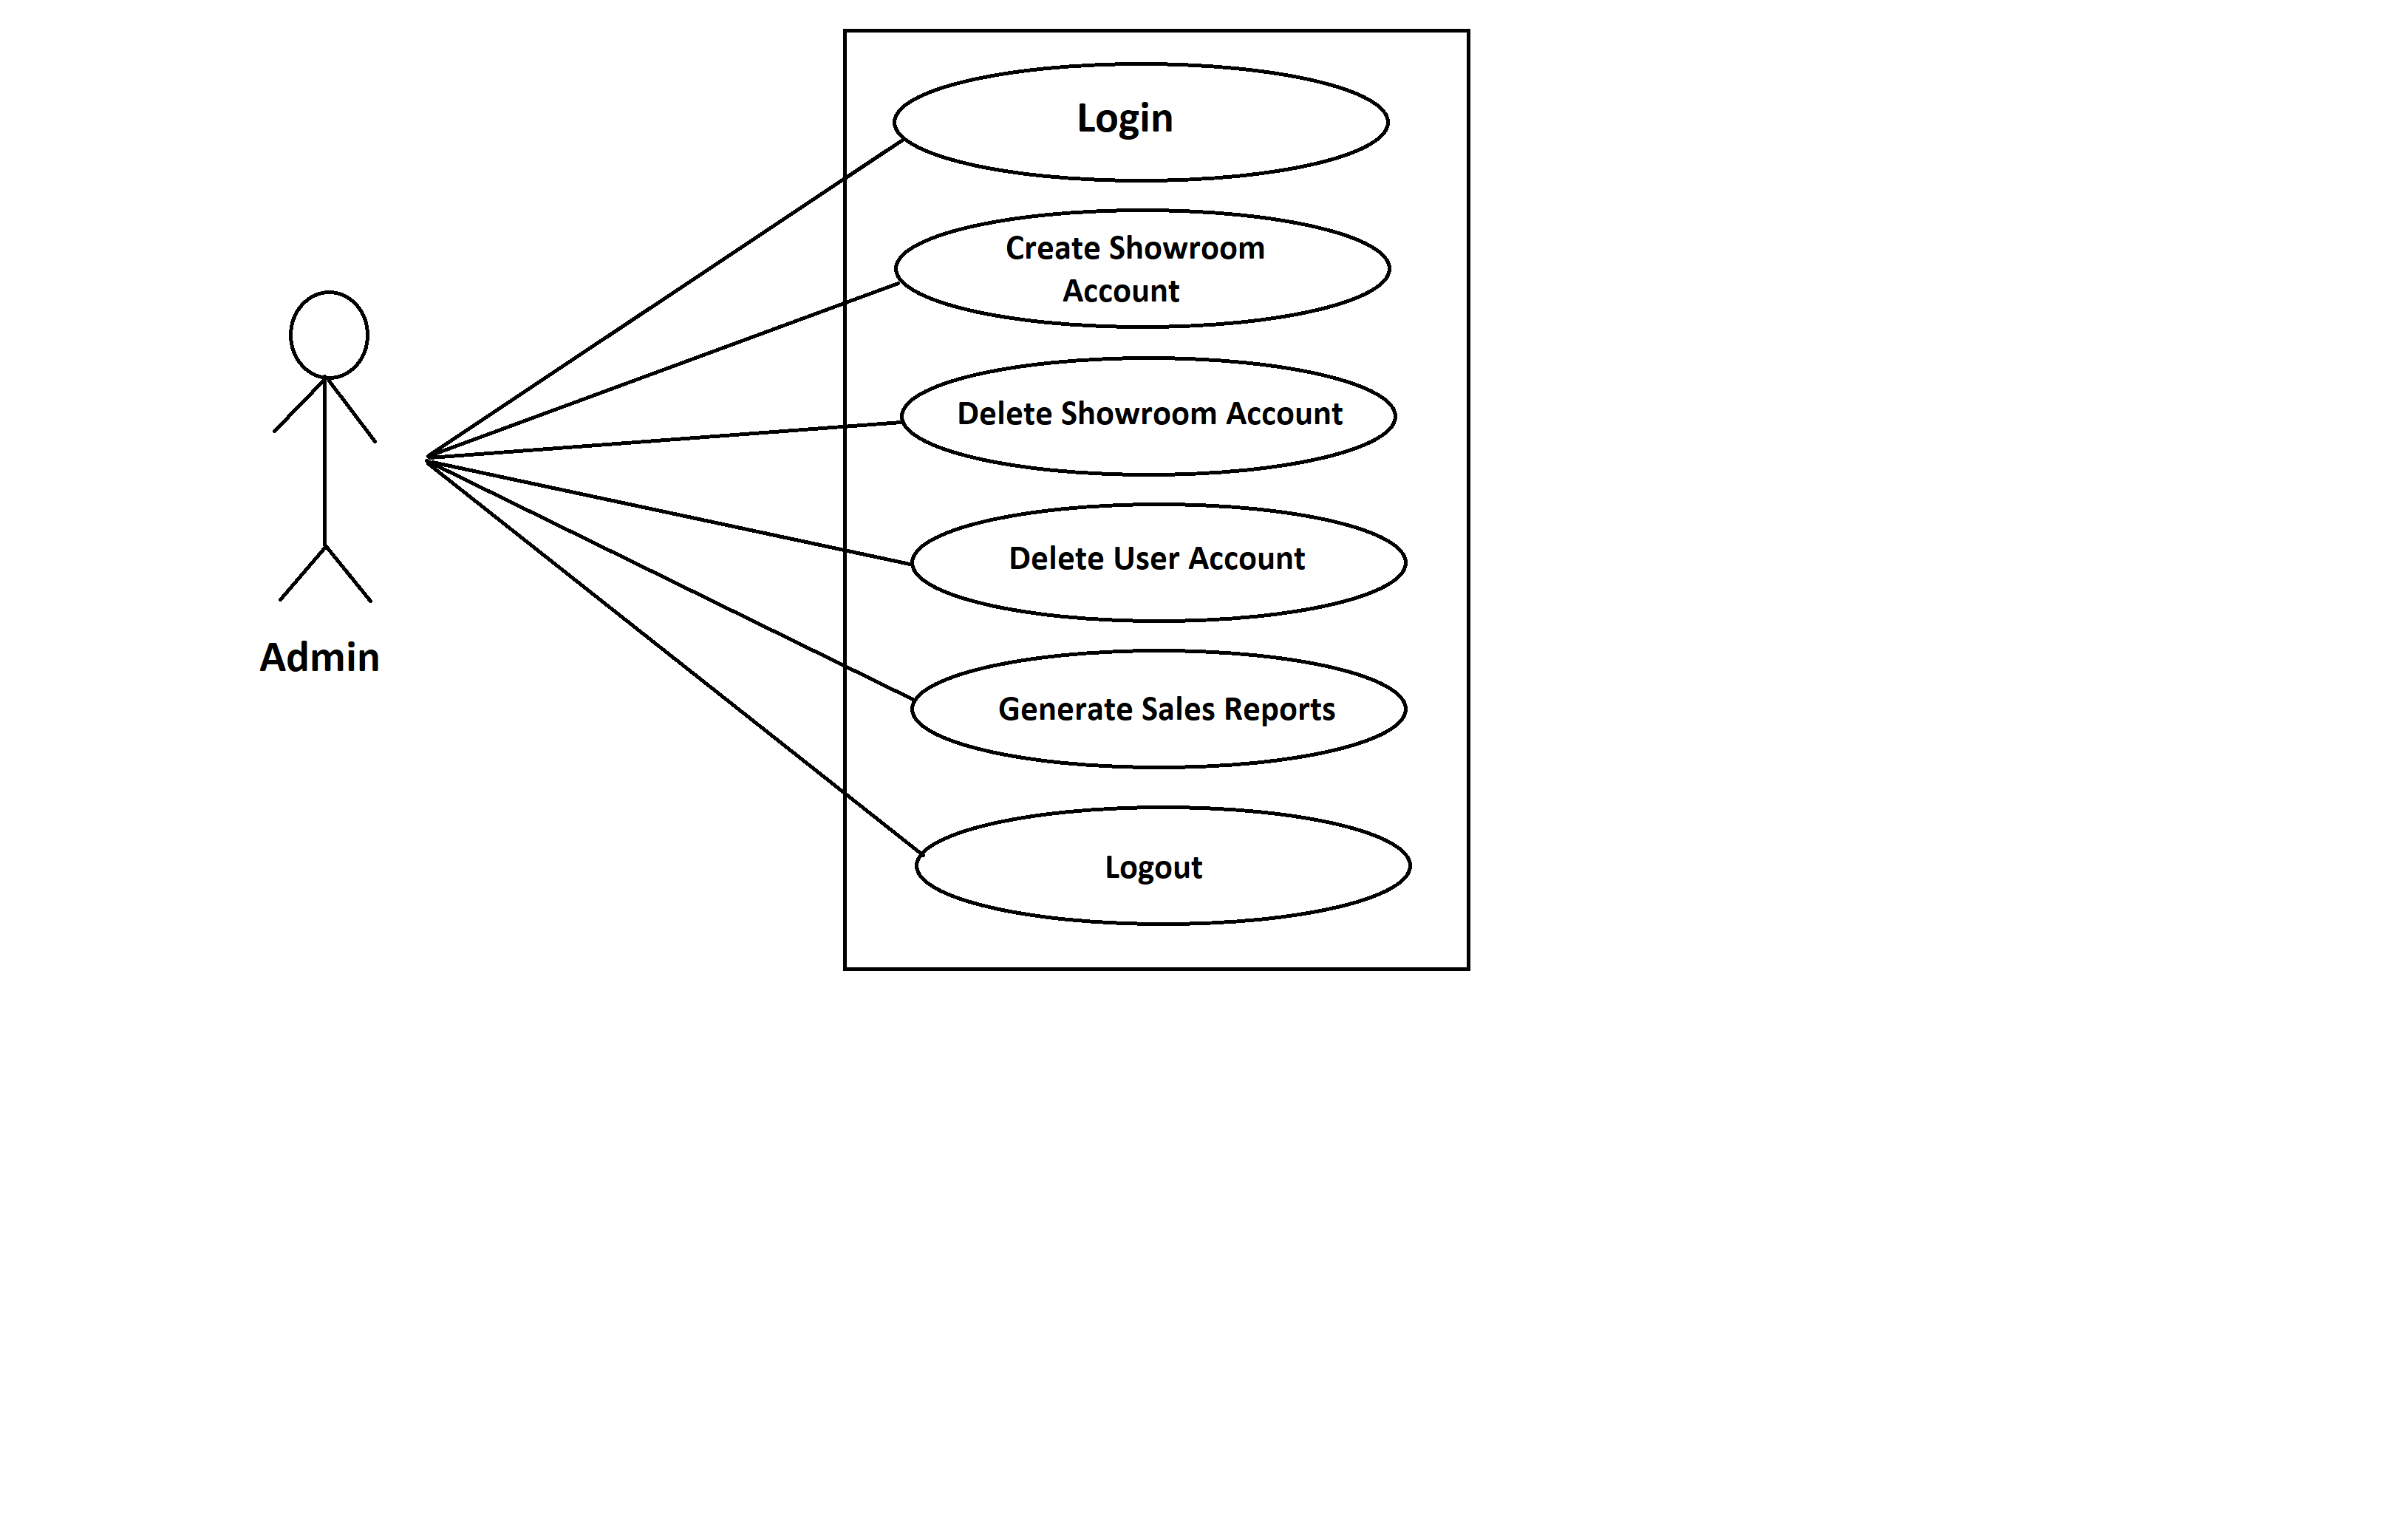 Login
Create Showroom
Account
Delete Showroom Account
Delete User Account
Admin
Generate Sales Reports
Logout